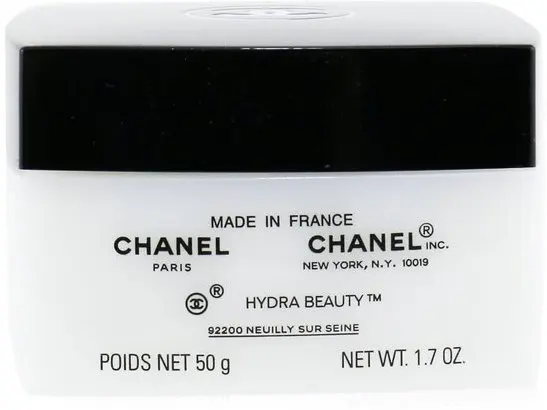 MADE IN FRANCE
CHANEL CHANEL® INC.
PARIS NEW YORK, N.Y. 10019
® HYDRA BEAUTY™
92200 NEUILLY SUR SEINE
POIDS NET 50 g NET WT. 1.7 OZ.